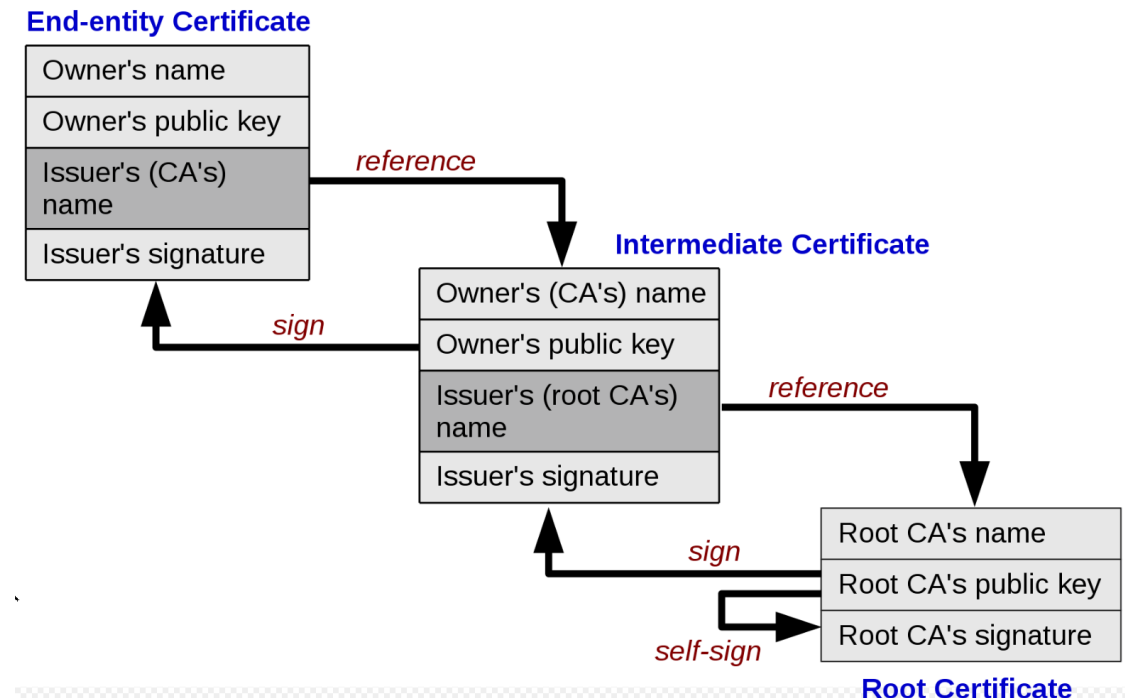 End-entity Certificate
Owner's name
Owner's public key
Issuer's (CA's)
name
Issuer's signature
reference
sign
Intermediate Certificate
Owner's (CA's) name
Owner's public key
Issuer's (root CA's)
name
Issuer's signature
reference
sign
self-sign
Root CA's name
Root CA's public key
Root CA's signature
Root Certificate